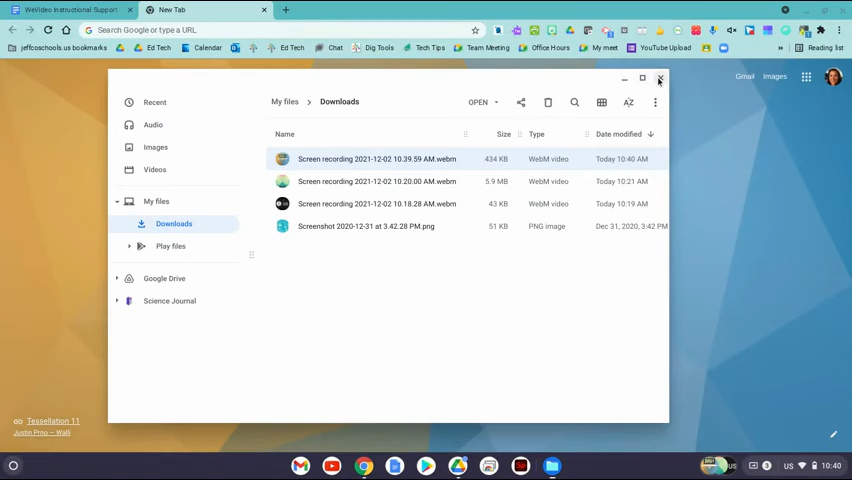 WeVideo Instructional Support
New Tab
Search Google or type a URL
jeffcoschools.us bookmarks
Ed Tech
Calendar
Ed Tech
Chat
Dig Tools
Tech Tips
Team Meeting
Office Hours
My meet
YouTube Upload
Reading list
Gmail
Images
Recent
Audio
Images
Videos
My files
Downloads
Play files
Google Drive
Science Journal
My files
Downloads
OPEN
AZ
Name
Size
Type
Date modified
Screen recording 2021-12-02 10.39.59 AM.webm 434 KB WebM video Today 10:40 AM
Screen recording 2021-12-02 10.20.00 AM.webm 5.9 MB WebM video Today 10:21 AM
Screen recording 2021-12-02 10.18.28 AM.webm 43 KB WebM video Today 10:19 AM
Screenshot 2020-12-31 at 3.42.28 PM.png 51 KB PNG image Dec 31, 2020, 3:42 PM
Tessellation 11
Justin Prno — Walli
US
3
US
10:40